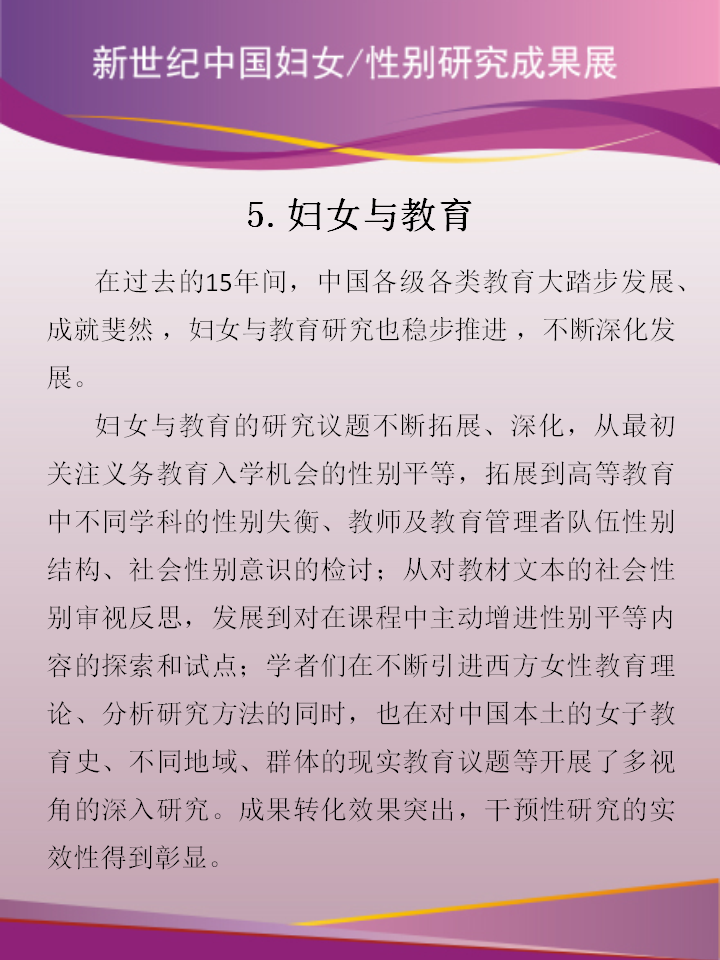 新世纪中国妇女/性别研究成果展
5. 妇女与教育
在过去的15年间，中国各级各类教育大踏步发展、
成就斐然，妇女与教育研究也稳步推进，不断深化发
展。
妇女与教育的研究议题不断拓展、深化，从最初
关注义务教育入学机会的性别平等，拓展到高等教育
中不同学科的性别失衡、教师及教育管理者队伍性别
结构、社会性别意识的检讨；从对教材文本的社会性
别审视反思，发展到对在课程中主动增进性别平等内
容的探索和试点；学者们在不断引进西方女性教育理
论、分析研究方法的同时，也在对中国本土的女子教
育史、不同地域、群体的现实教育议题等开展了多视
角的深入研究。成果转化效果突出，干预性研究的实
效性得到彰显。